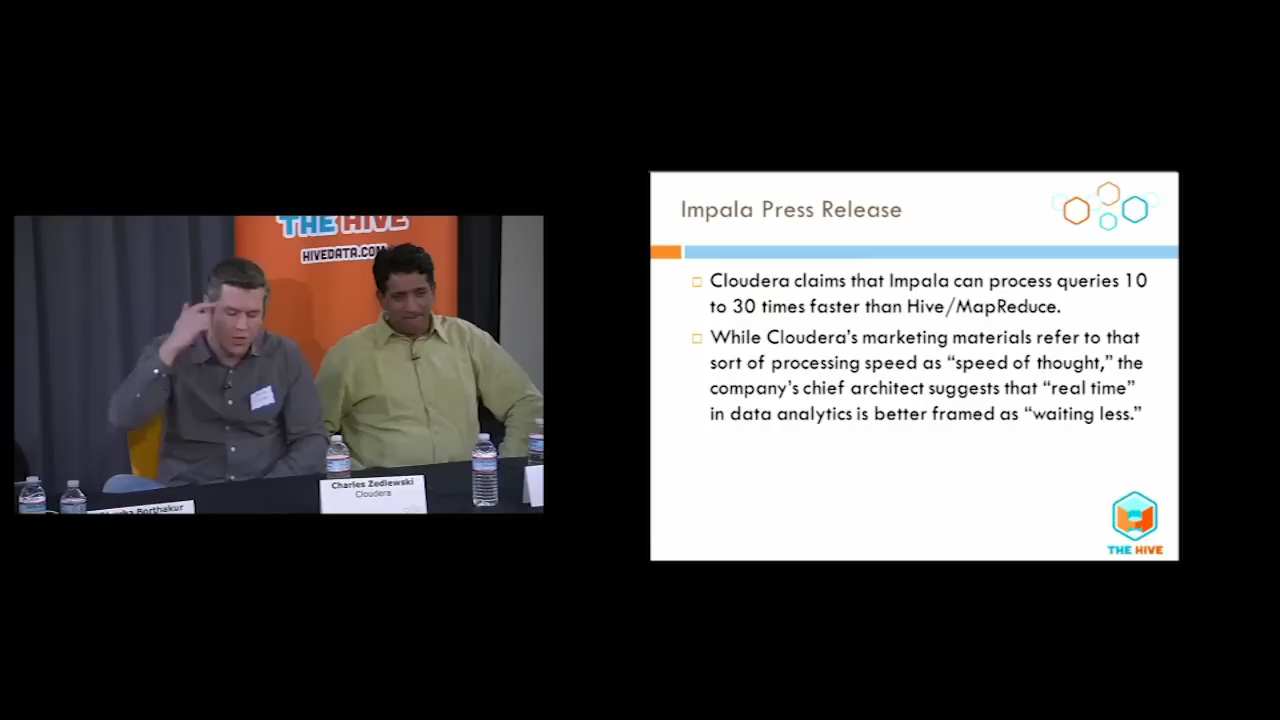 THE HIVE
HIVEDATA.COM
Borthakur
Charles Zedlewski
Cloudera
Impala Press Release
Cloudera claims that Impala can process queries 10
to 30 times faster than Hive/MapReduce.
While Cloudera’s marketing materials refer to that
sort of processing speed as “speed of thought,” the
company’s chief architect suggests that “real time”
in data analytics is better framed as “waiting less.”
THE HIVE